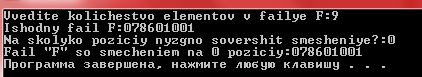 Vvedite kolichestvo elementov v failye F:9
Ishodny fail F:078601001
Na skolyko poziciy nyzgno sovershit smesheniye?:0
Fail "F" so smecheniem na 0 poziciy:078601001
Программа завершена, нажмите любую клавишу . . .